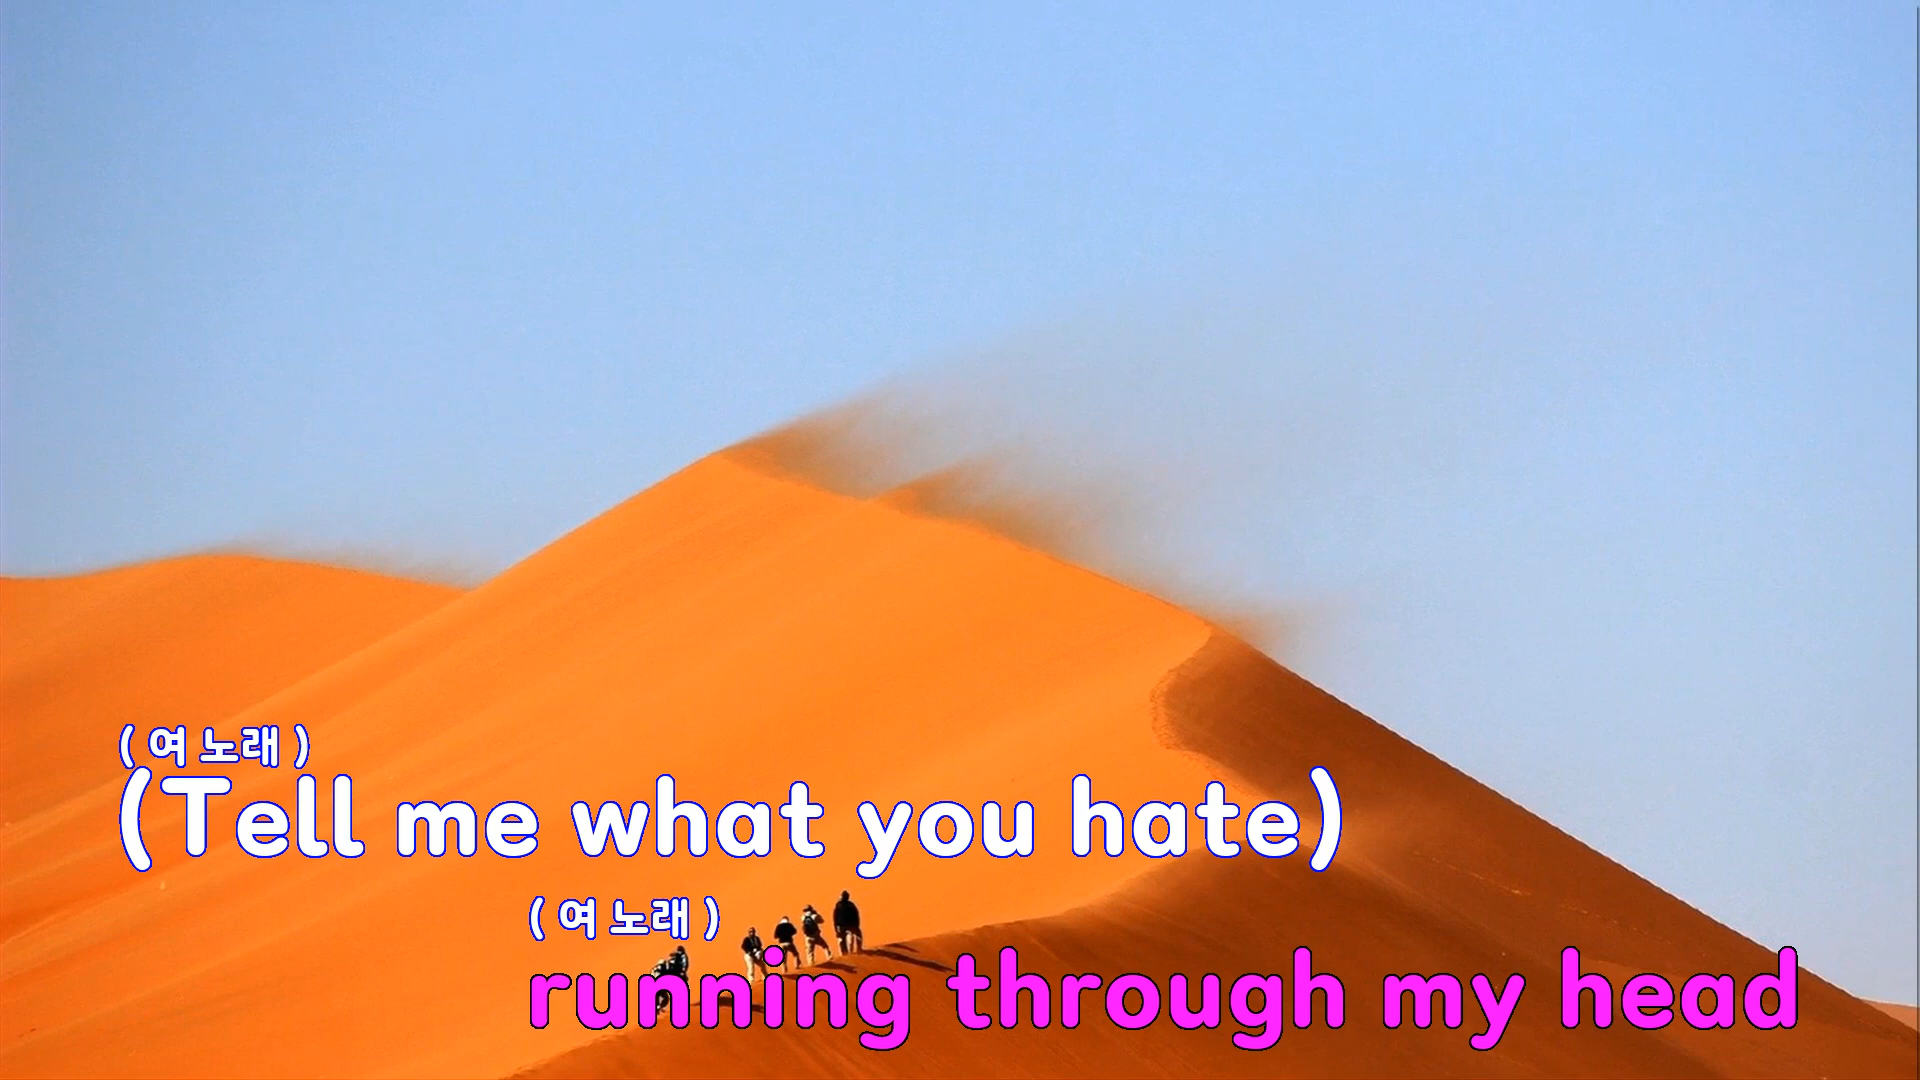 ( 여 노래 )
(Tell me what you hate)
( 여 노래 )
running through my head